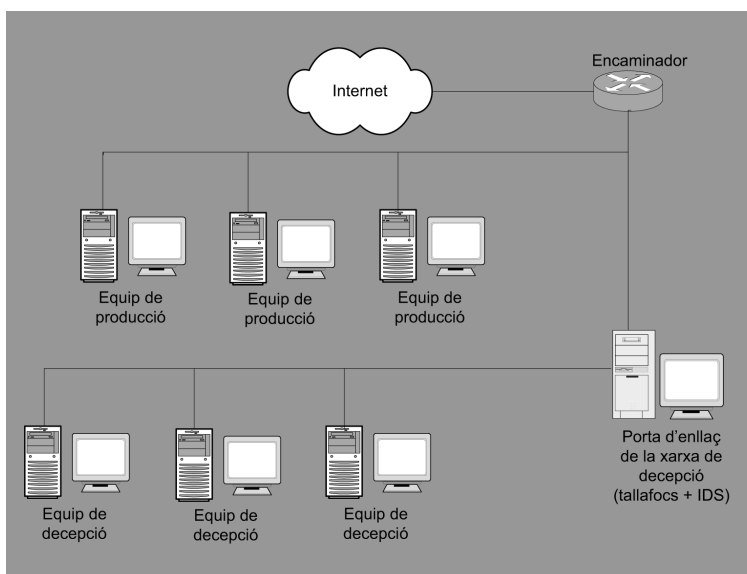 Encaminador
Internet
Equip de
producció
Equip de
producció
Equip de
producció
Porta d'enllaç
de la xarxa de
decepció
(tallafocs + IDS)
Equip de
decepció
Equip de
decepció
Equip de
decepció